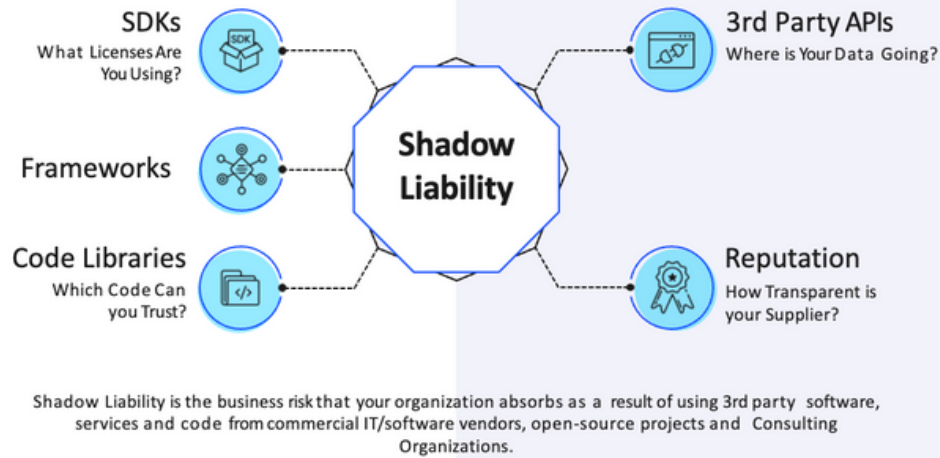 SDKs
What Licenses Are
You Using?
SDK
Frameworks
Code Libraries
Which Code Can
you Trust?
</>
Shadow
Liability
3rd Party APIs
Where is Your Data Going?
Reputation
How Transparent is
your Supplier?
Shadow Liability is the business risk that your organization absorbs as a result of using 3rd party software,
services and code from commercial IT/software vendors, open-source projects and Consulting
Organizations.